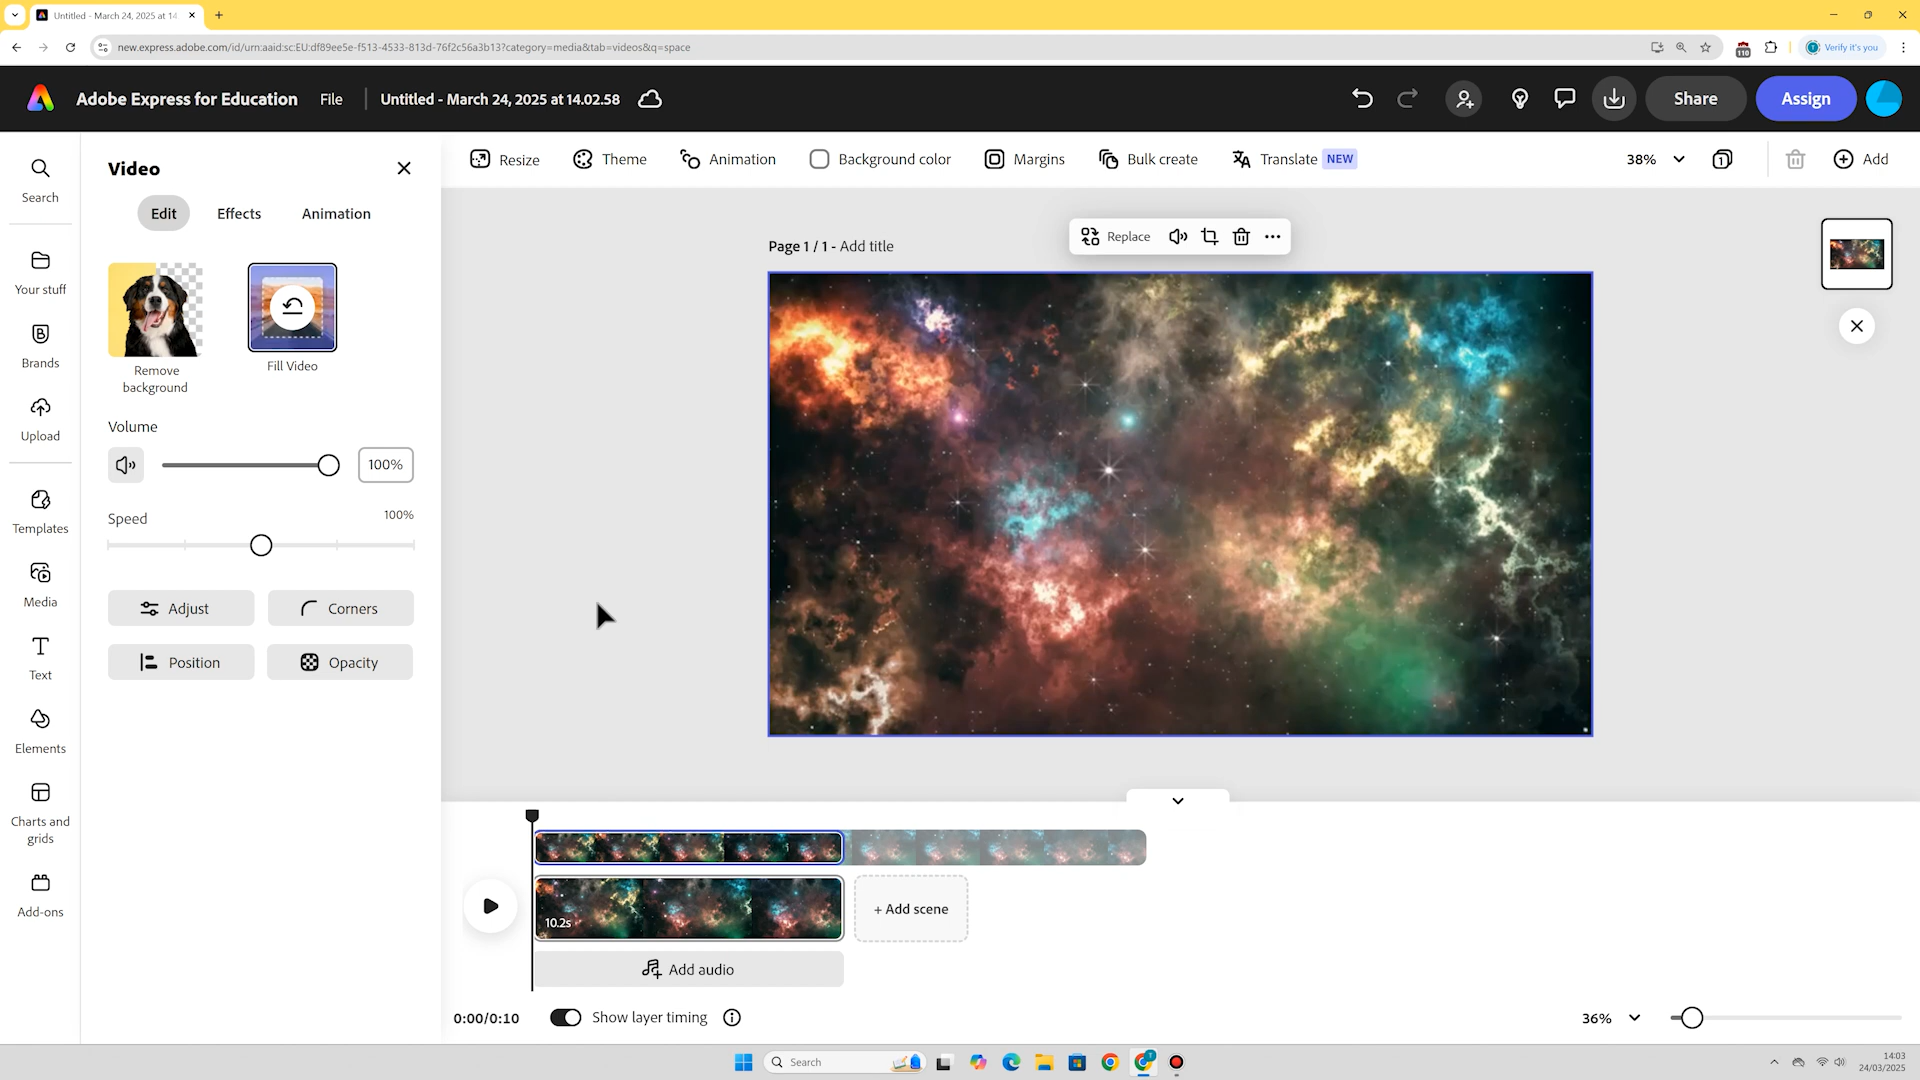 Untitled - March 24, 2025 at 14
new.express.adobe.com/id/urn:aaid:sc:EU:df89ee5e-f513-4533-813d-76f2c56a3b13?category=media&tab=videos&q=space
110
Verify it's you
Adobe Express for Education
File
Untitled - March 24, 2025 at 14.02.58
Share
Assign
Search
Your stuff
Brands
Upload
Templates
Media
Text
Elements
Charts and
grids
Add-ons
Video
Edit
Effects
Animation
Remove
background
Fill Video
Volume
100%
Speed
100%
Adjust
Corners
Position
Opacity
Resize
Theme
Animation
Background color
Margins
Bulk create
Translate NEW
38%
1
Add
Page 1 / 1 - Add title
Replace
10.2s
+ Add scene
Add audio
0:00/0:10
Show layer timing
36%
Search
14:03
24/03/2025